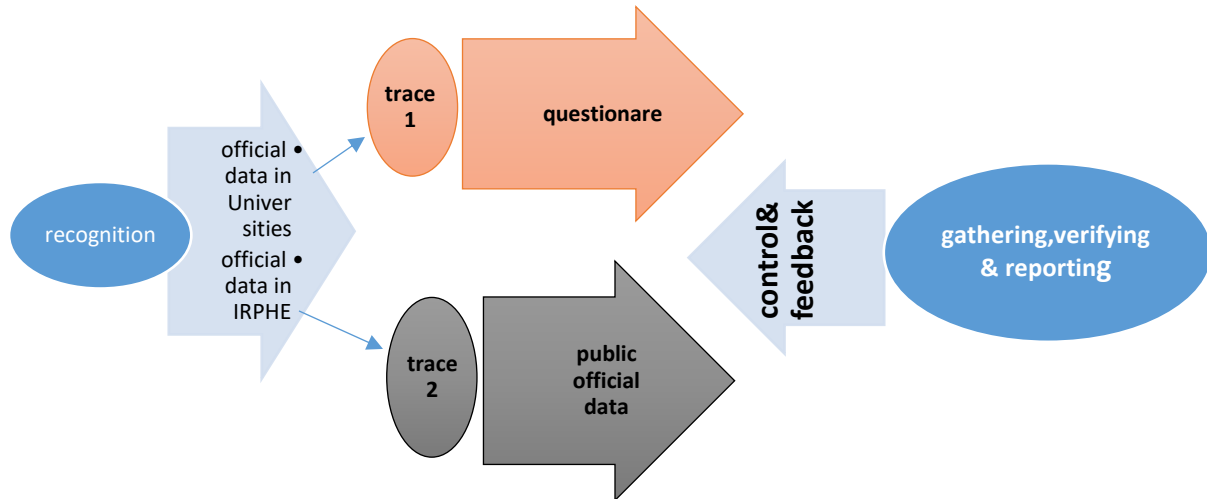 recognition
official •
data in
Univer
sities
official •
data in
IRPHE
trace
1
questionare
trace
2
public
official
data
control&
feedback
gathering,verifying
& reporting